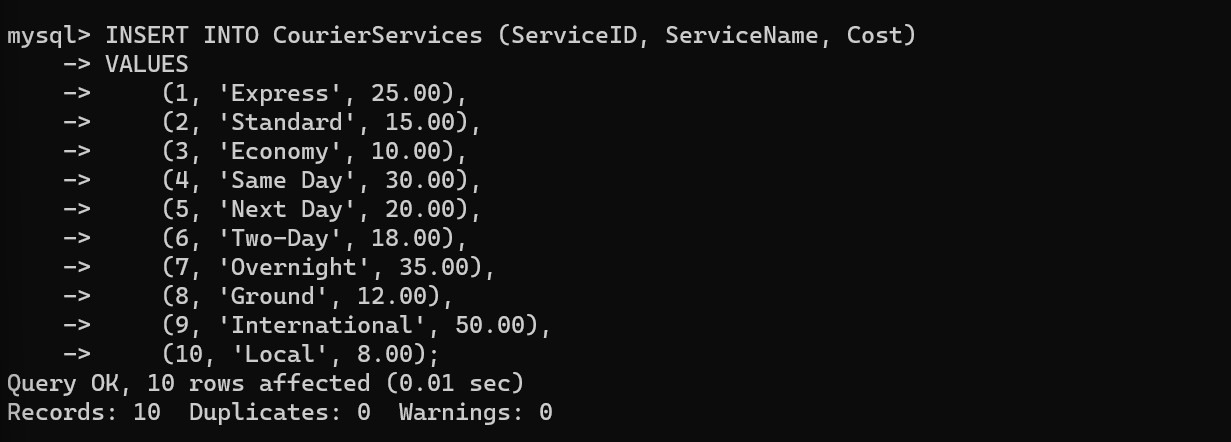 mysql> INSERT INTO CourierServices (ServiceID, ServiceName, Cost)
    -> VALUES
    ->     (1, 'Express', 25.00),
    ->     (2, 'Standard', 15.00),
    ->     (3, 'Economy', 10.00),
    ->     (4, 'Same Day', 30.00),
    ->     (5, 'Next Day', 20.00),
    ->     (6, 'Two-Day', 18.00),
    ->     (7, 'Overnight', 35.00),
    ->     (8, 'Ground', 12.00),
    ->     (9, 'International', 50.00),
    ->     (10, 'Local', 8.00);
Query OK, 10 rows affected (0.01 sec)
Records: 10  Duplicates: 0  Warnings: 0